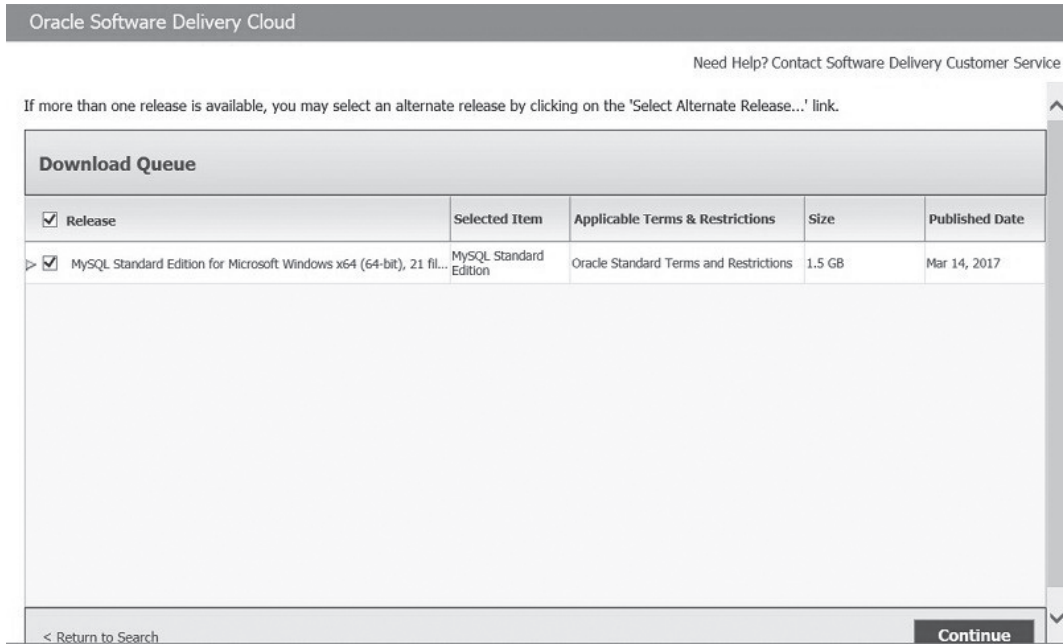 Oracle Software Delivery Cloud
Need Help? Contact Software Delivery Customer Service
If more than one release is available, you may select an alternate release by clicking on the 'Select Alternate Release...' link.
Download Queue
Release Selected Item Applicable Terms & Restrictions Size Published Date
MySQL Standard Edition for Microsoft Windows x64 (64-bit), 21 fil... MySQL Standard Edition Oracle Standard Terms and Restrictions 1.5 GB Mar 14, 2017
< Return to Search Continue